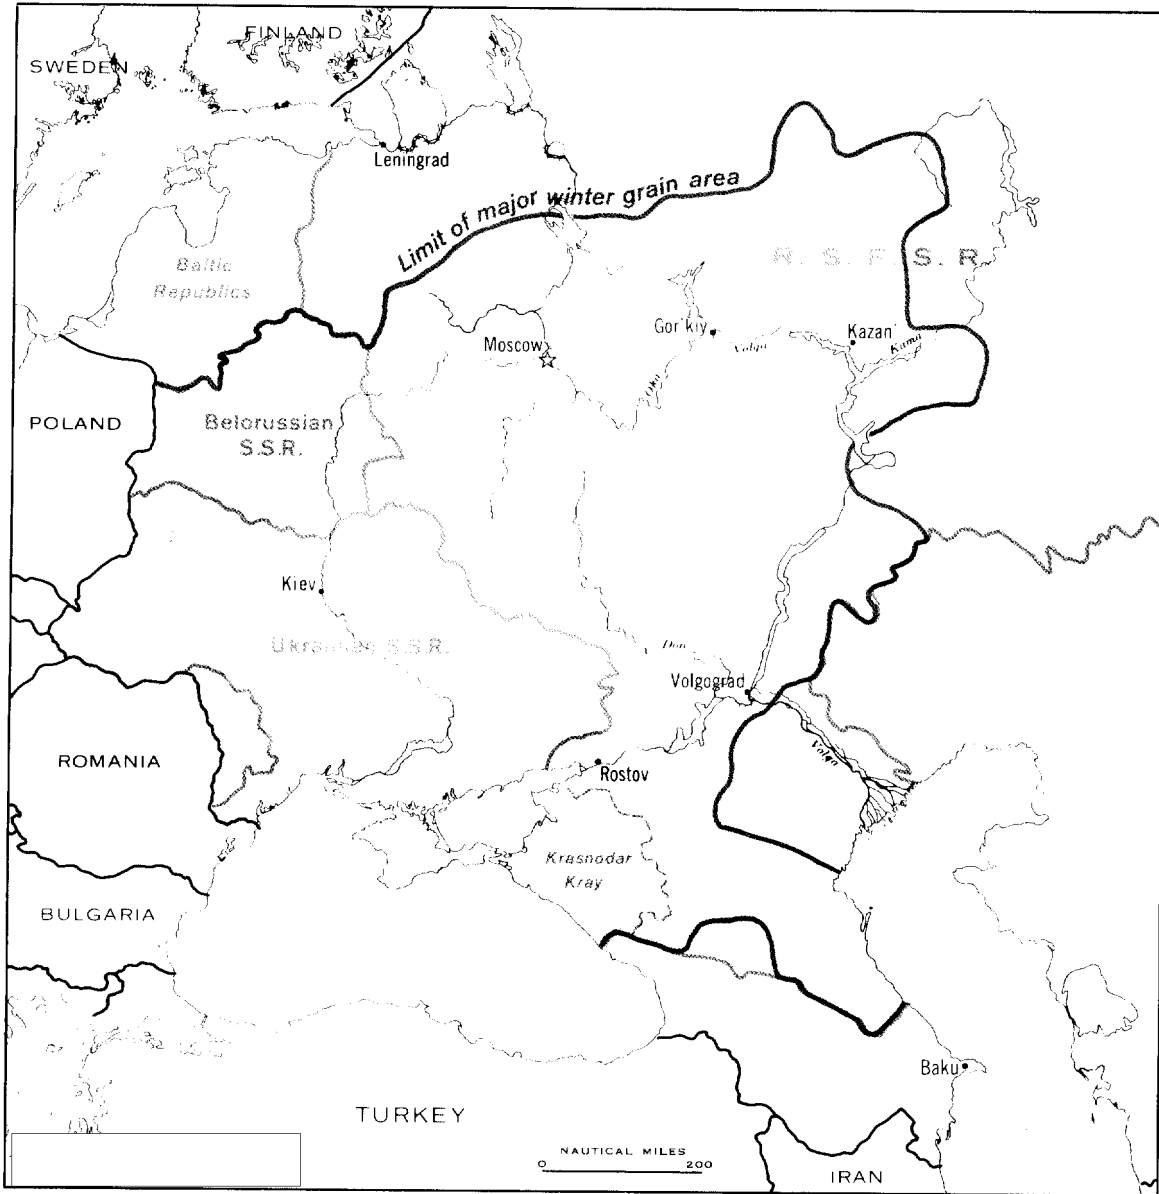 FINLAND
SWEDEN
Leningrad
Limit of major winter grain area
Baltic
Republics
R. S. F. S. R.
Gor'kiy
Volga
Kazan'
Kama
Moscow
Oka
POLAND
Belorussian
S.S.R.
Kiev
Ukrainian S.S.R.
Don
Volgograd
Volga
ROMANIA
Rostov
Krasnodar
Kray
BULGARIA
Baku
TURKEY
NAUTICAL MILES
0 200
IRAN